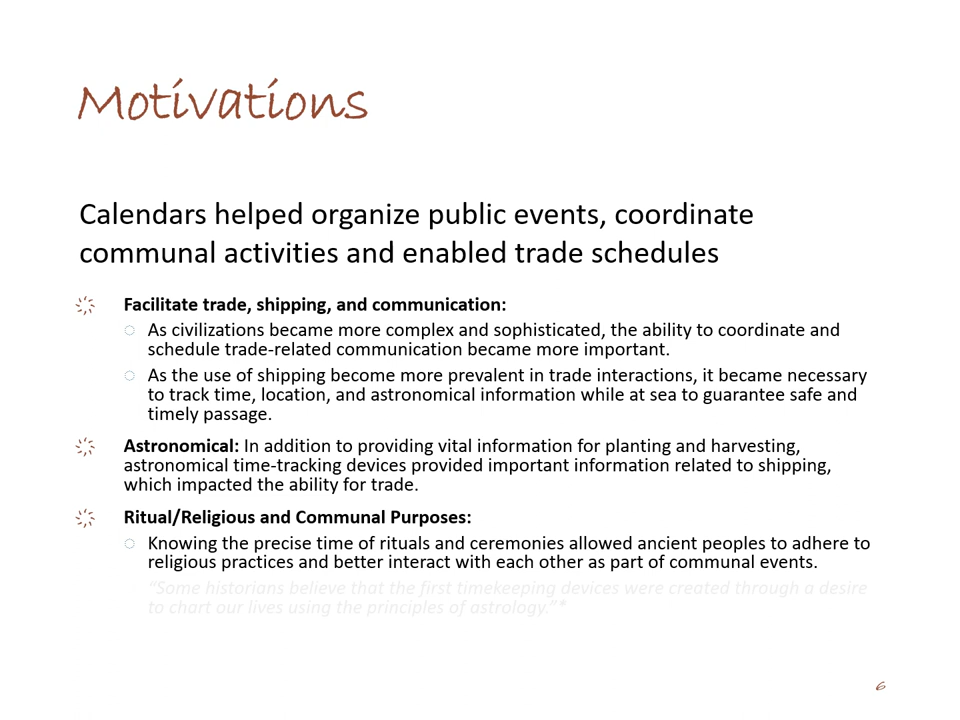 Motivations
Calendars helped organize public events, coordinate
communal activities and enabled trade schedules
Facilitate trade, shipping, and communication:
As civilizations became more complex and sophisticated, the ability to coordinate and
schedule trade-related communication became more important.
As the use of shipping become more prevalent in trade interactions, it became necessary
to track time, location, and astronomical information while at sea to guarantee safe and
timely passage.
Astronomical: In addition to providing vital information for planting and harvesting,
astronomical time-tracking devices provided important information related to shipping,
which impacted the ability for trade.
Ritual/Religious and Communal Purposes:
Knowing the precise time of rituals and ceremonies allowed ancient peoples to adhere to
religious practices and better interact with each other as part of communal events.
“Some historians believe that the first timekeeping devices were created through a desire
to chart our lives using the principles of astrology.”*
6